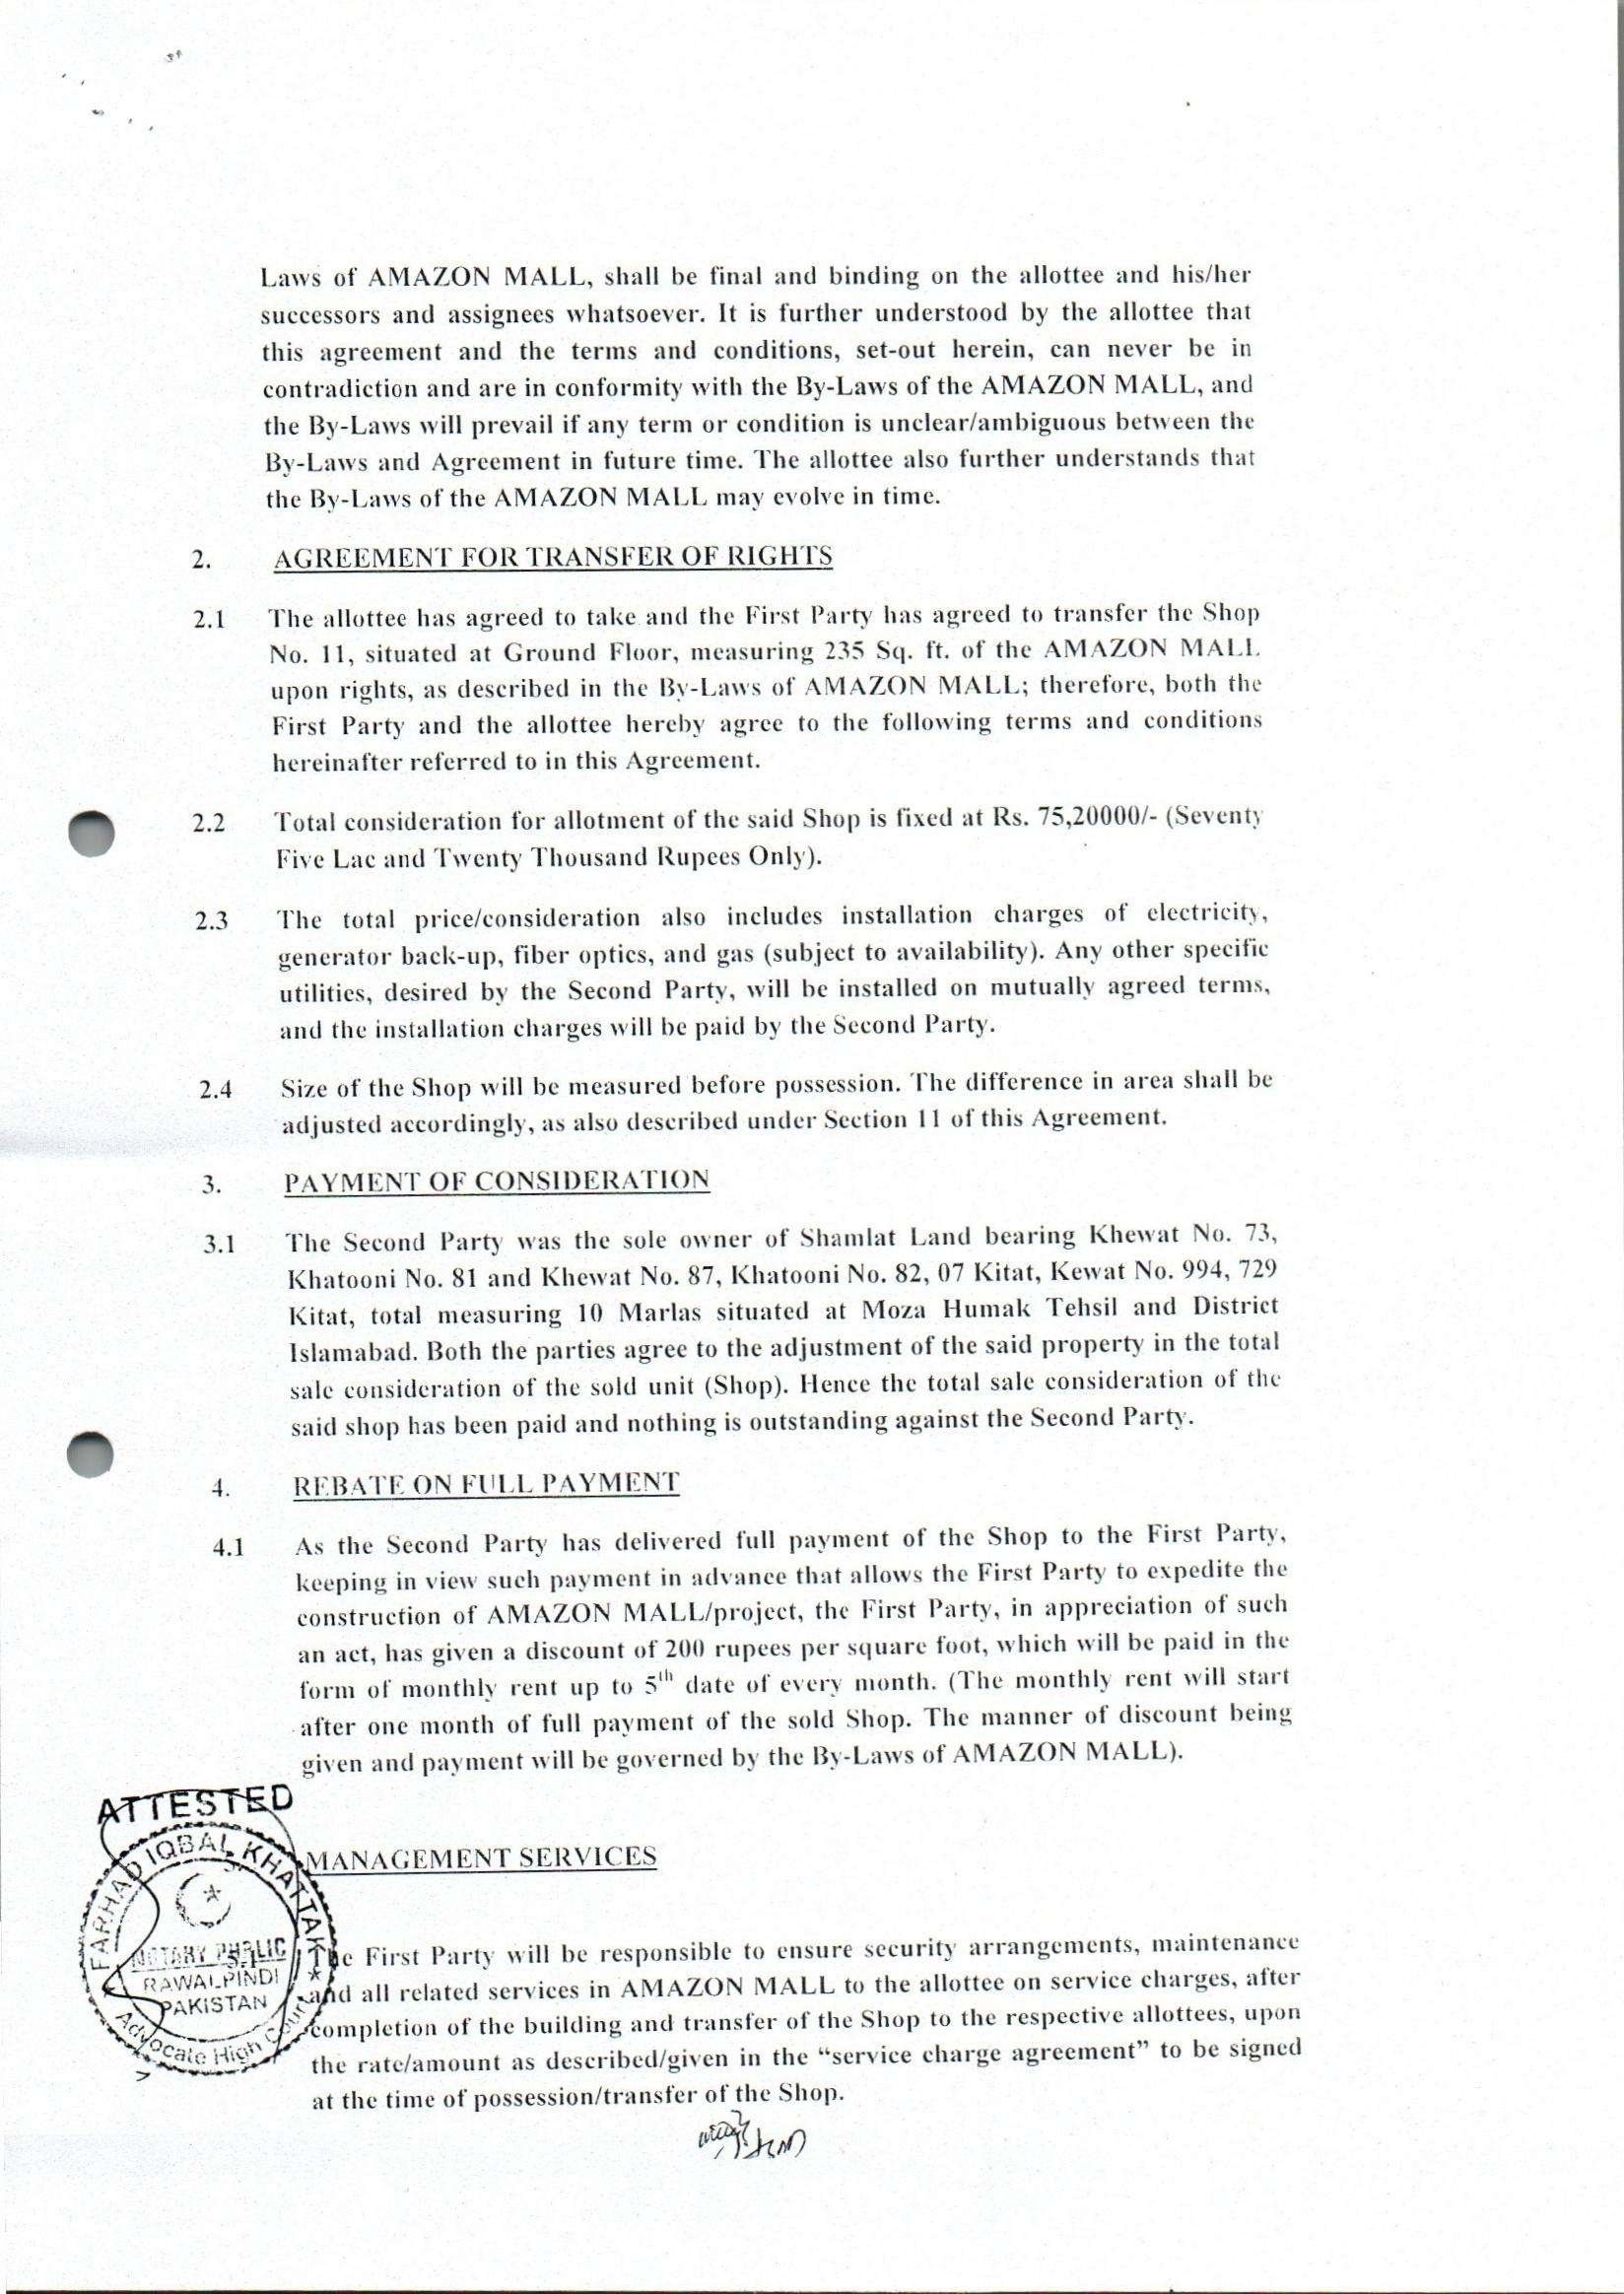 Laws of AMAZON MALL, shall be final and binding on the allottee and his/her
successors and assignees whatsoever. It is further understood by the allottee that
this agreement and the terms and conditions, set-out herein, can never be in
contradiction and are in conformity with the By-Laws of the AMAZON MALL, and
the By-Laws will prevail if any term or condition is unclear/ambiguous between the
By-Laws and Agreement in future time. The allottee also further understands that
the By-Laws of the AMAZON MALL may evolve in time.
2. AGREEMENT FOR TRANSFER OF RIGHTS
2.1 The allottee has agreed to take and the First Party has agreed to transfer the Shop
No. 11, situated at Ground Floor, measuring 235 Sq. ft. of the AMAZON MALL
upon rights, as described in the By-Laws of AMAZON MALL; therefore, both the
First Party and the allottee hereby agree to the following terms and conditions
hereinafter referred to in this Agreement.
2.2 Total consideration for allotment of the said Shop is fixed at Rs. 75,20000/- (Seventy
Five Lac and Twenty Thousand Rupees Only).
2.3 The total price/consideration also includes installation charges of electricity,
generator back-up, fiber optics, and gas (subject to availability). Any other specific
utilities, desired by the Second Party, will be installed on mutually agreed terms,
and the installation charges will be paid by the Second Party.
2.4 Size of the Shop will be measured before possession. The difference in area shall be
adjusted accordingly, as also described under Section 11 of this Agreement.
3. PAYMENT OF CONSIDERATION
3.1 The Second Party was the sole owner of Shamlat Land bearing Khewat No. 73,
Khatooni No. 81 and Khewat No. 87, Khatooni No. 82, 07 Kitat, Kewat No. 994, 729
Kitat, total measuring 10 Marlas situated at Moza Humak Tehsil and District
Islamabad. Both the parties agree to the adjustment of the said property in the total
sale consideration of the sold unit (Shop). Hence the total sale consideration of the
said shop has been paid and nothing is outstanding against the Second Party.
4. REBATE ON FULL PAYMENT
4.1 As the Second Party has delivered full payment of the Shop to the First Party,
keeping in view such payment in advance that allows the First Party to expedite the
construction of AMAZON MALL/project, the First Party, in appreciation of such
an act, has given a discount of 200 rupees per square foot, which will be paid in the
form of monthly rent up to 5th date of every month. (The monthly rent will start
after one month of full payment of the sold Shop. The manner of discount being
given and payment will be governed by the By-Laws of AMAZON MALL).
ATTESTED
FARHAD IQBAL KHATTAK
NOTARY PUBLIC
RAWALPINDI
PAKISTAN
Advocate High Court
MANAGEMENT SERVICES
5.1 The First Party will be responsible to ensure security arrangements, maintenance
and all related services in AMAZON MALL to the allottee on service charges, after
completion of the building and transfer of the Shop to the respective allottees, upon
the rate/amount as described/given in the “service charge agreement” to be signed
at the time of possession/transfer of the Shop.